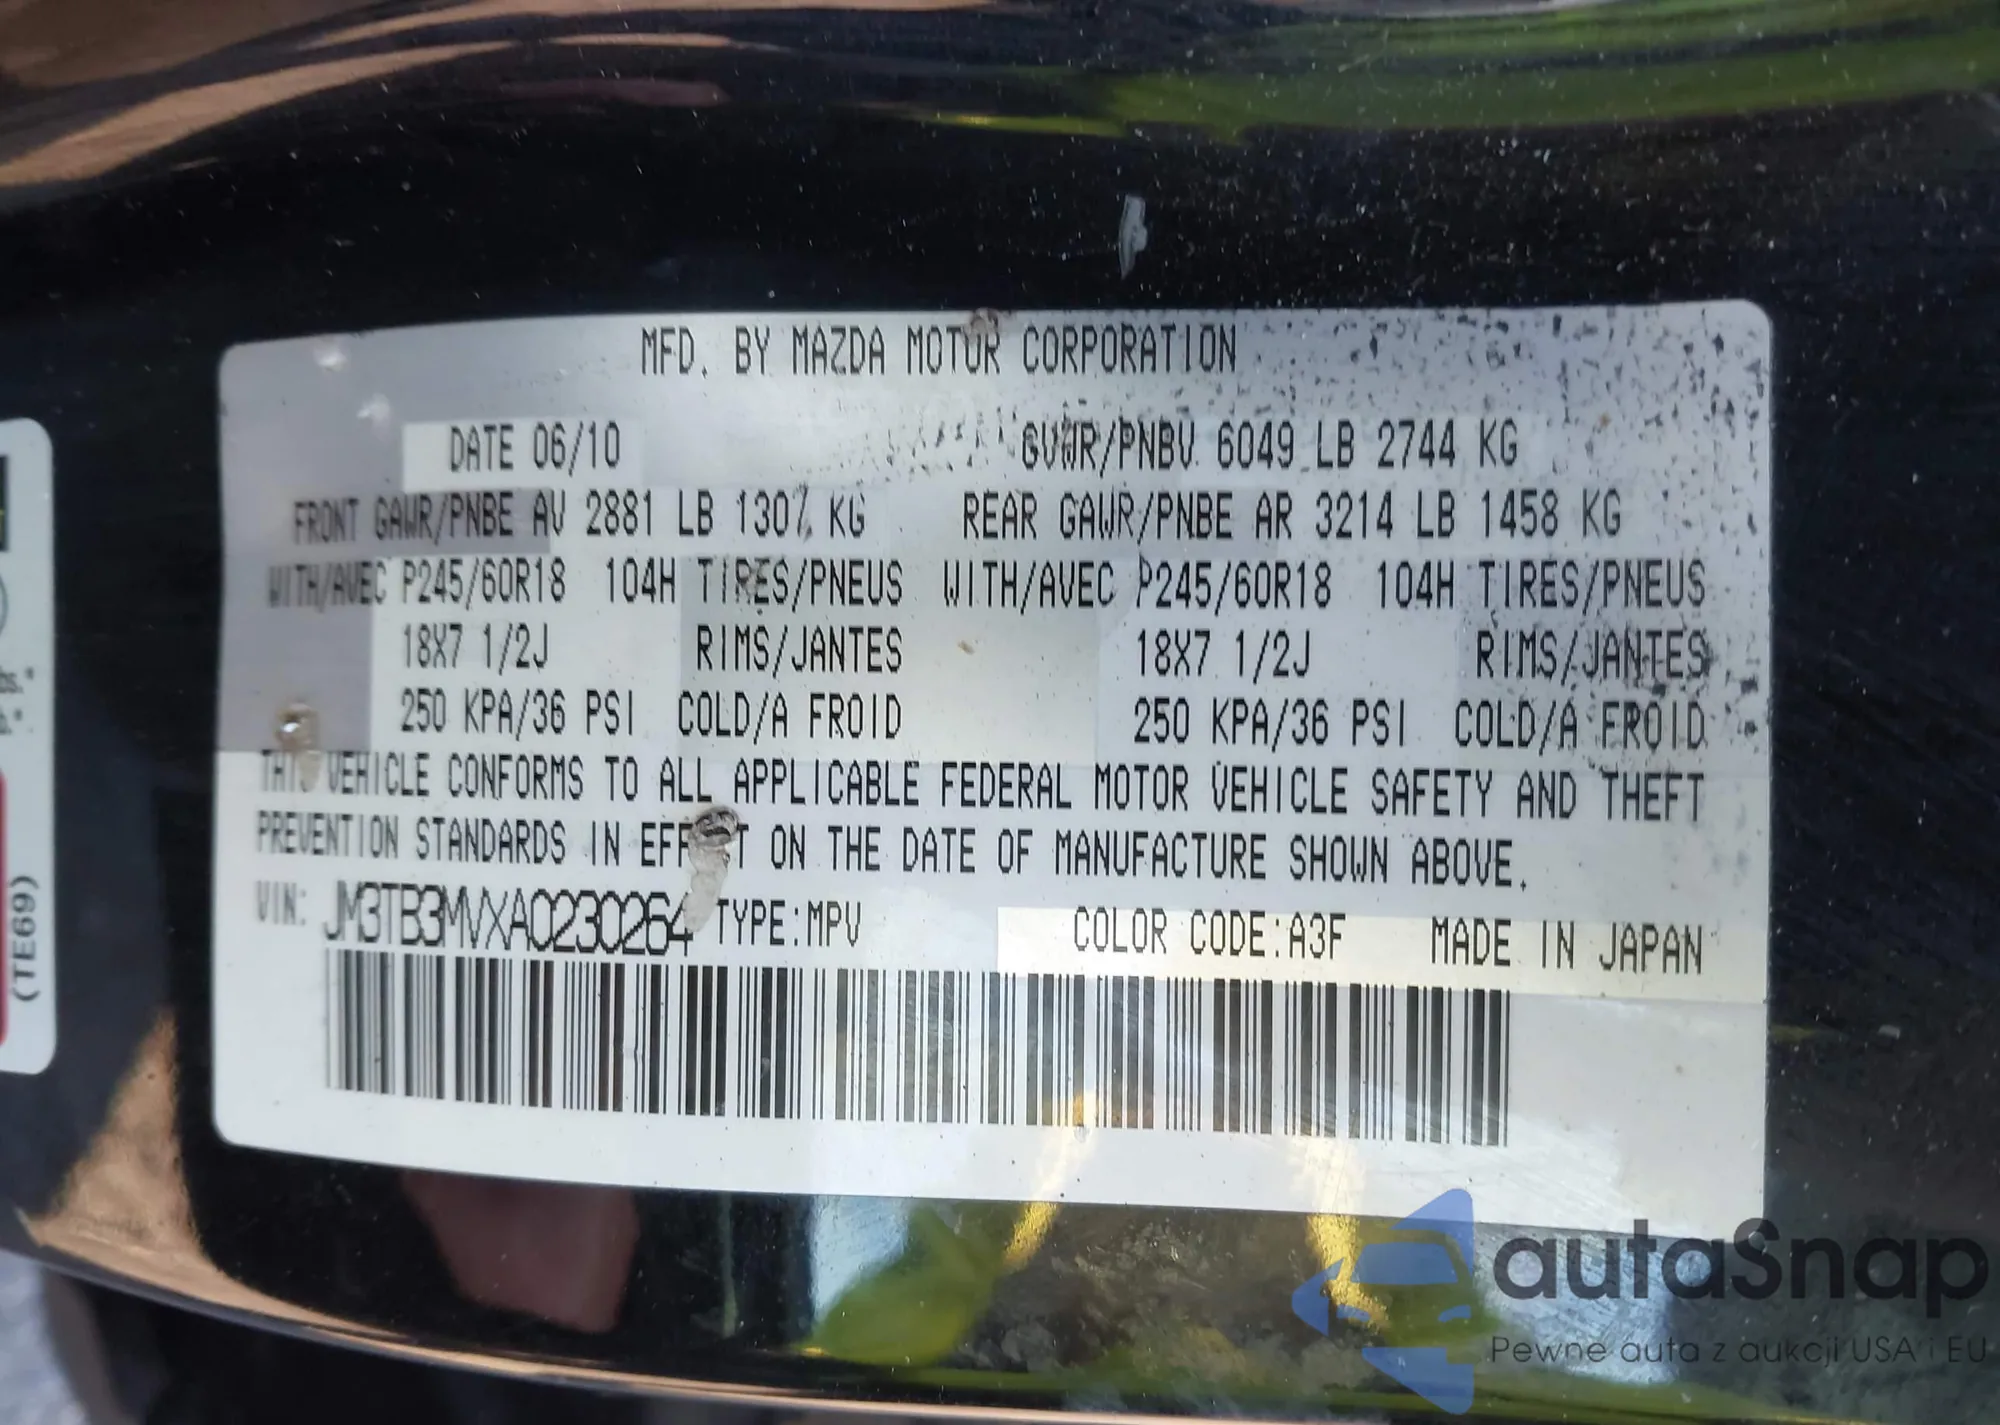 MFD. BY MAZDA MOTOR CORPORATION
DATE 06/10 GVWR/PNBV 6049 LB 2744 KG
FRONT GAWR/PNBE AV 2881 LB 1307 KG REAR GAWR/PNBE AR 3214 LB 1458 KG
WITH/AVEC P245/60R18 104H TIRES/PNEUS WITH/AVEC P245/60R18 104H TIRES/PNEUS
18X7 1/2J RIMS/JANTES 18X7 1/2J RIMS/JANTES
250 KPA/36 PSI COLD/A FROID 250 KPA/36 PSI COLD/A FROID
THIS VEHICLE CONFORMS TO ALL APPLICABLE FEDERAL MOTOR VEHICLE SAFETY AND THEFT
PREVENTION STANDARDS IN EFFECT ON THE DATE OF MANUFACTURE SHOWN ABOVE.
VIN: JM3TB3MVXA0230264 TYPE:MPV COLOR CODE:A3F MADE IN JAPAN
(TE69)
autaSnap
Pewne auta z aukcji USA i EU